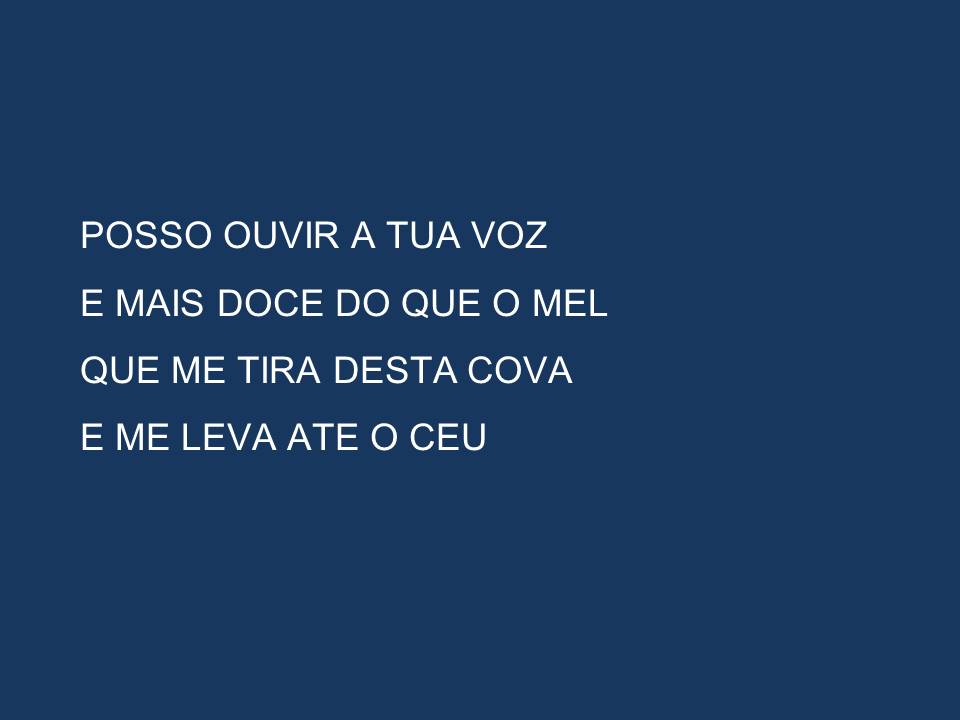 POSSO OUVIR A TUA VOZ
E MAIS DOCE DO QUE O MEL
QUE ME TIRA DESTA COVA
E ME LEVA ATE O CEU